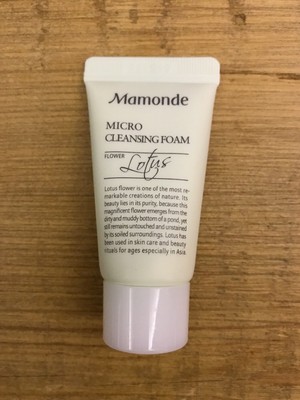 Mamonde
MICRO
CLEANSING FOAM
FLOWER Lotus
Lotus flower is one of the most re-
markable creations of nature. Its
beauty lies in its purity, because this
magnificent flower emerges from the
dirty and muddy bottom of a pond, yet
still remains untouched and unstained
by its soiled surroundings. Lotus has
been used in skin care and beauty
rituals for ages especially in Asia